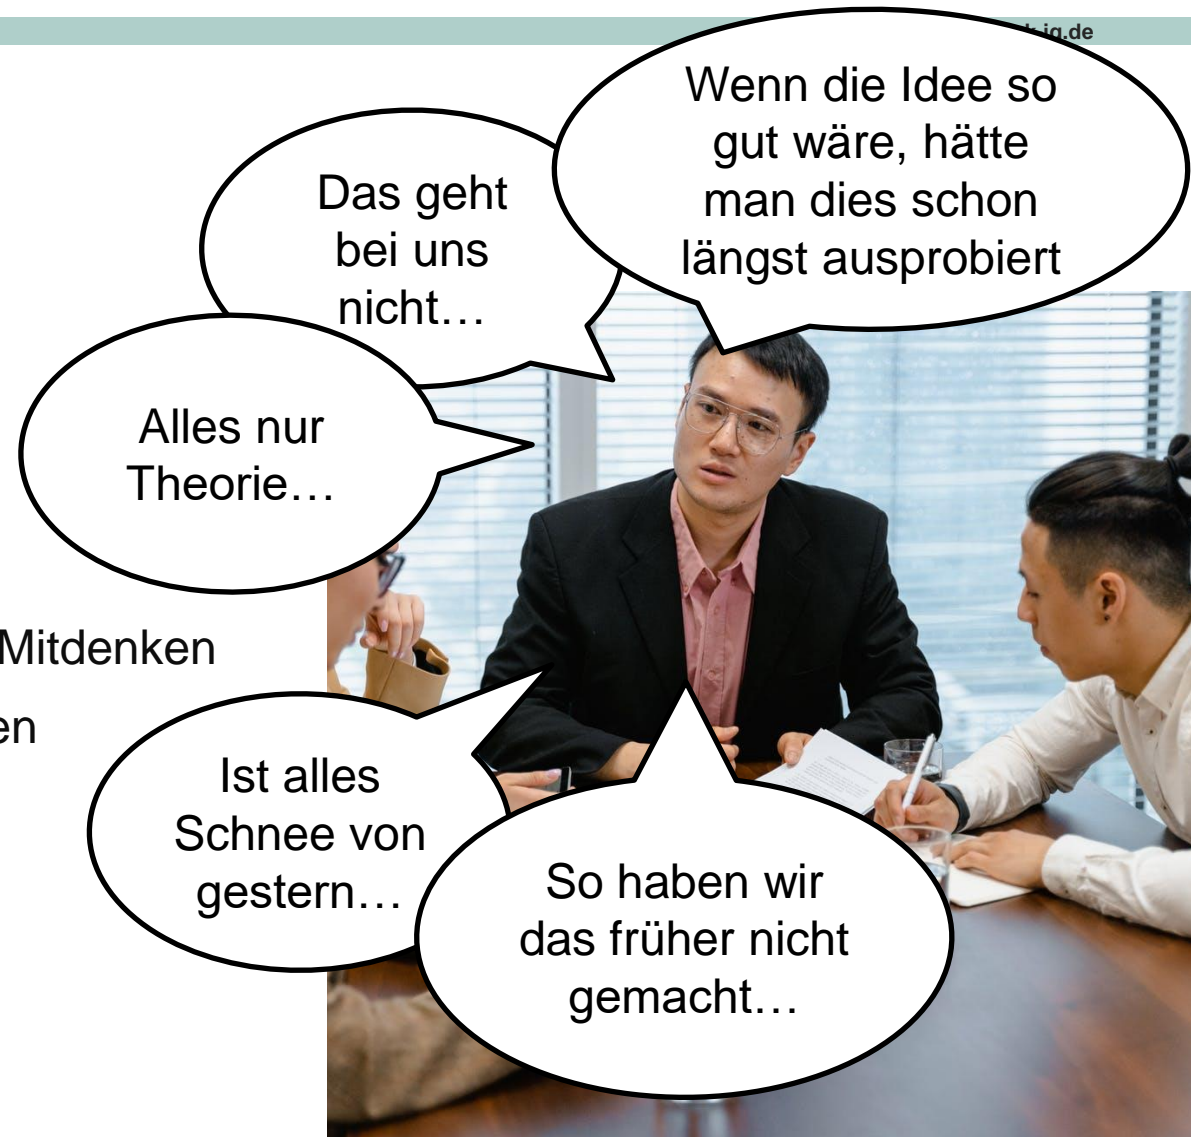 Wenn die Idee so
gut wäre, hätte
man dies schon
längst ausprobiert
Das geht
bei uns
nicht…
Alles nur
Theorie…
Mitdenken
Ist alles
Schnee von
gestern…
So haben wir
das früher nicht
gemacht…